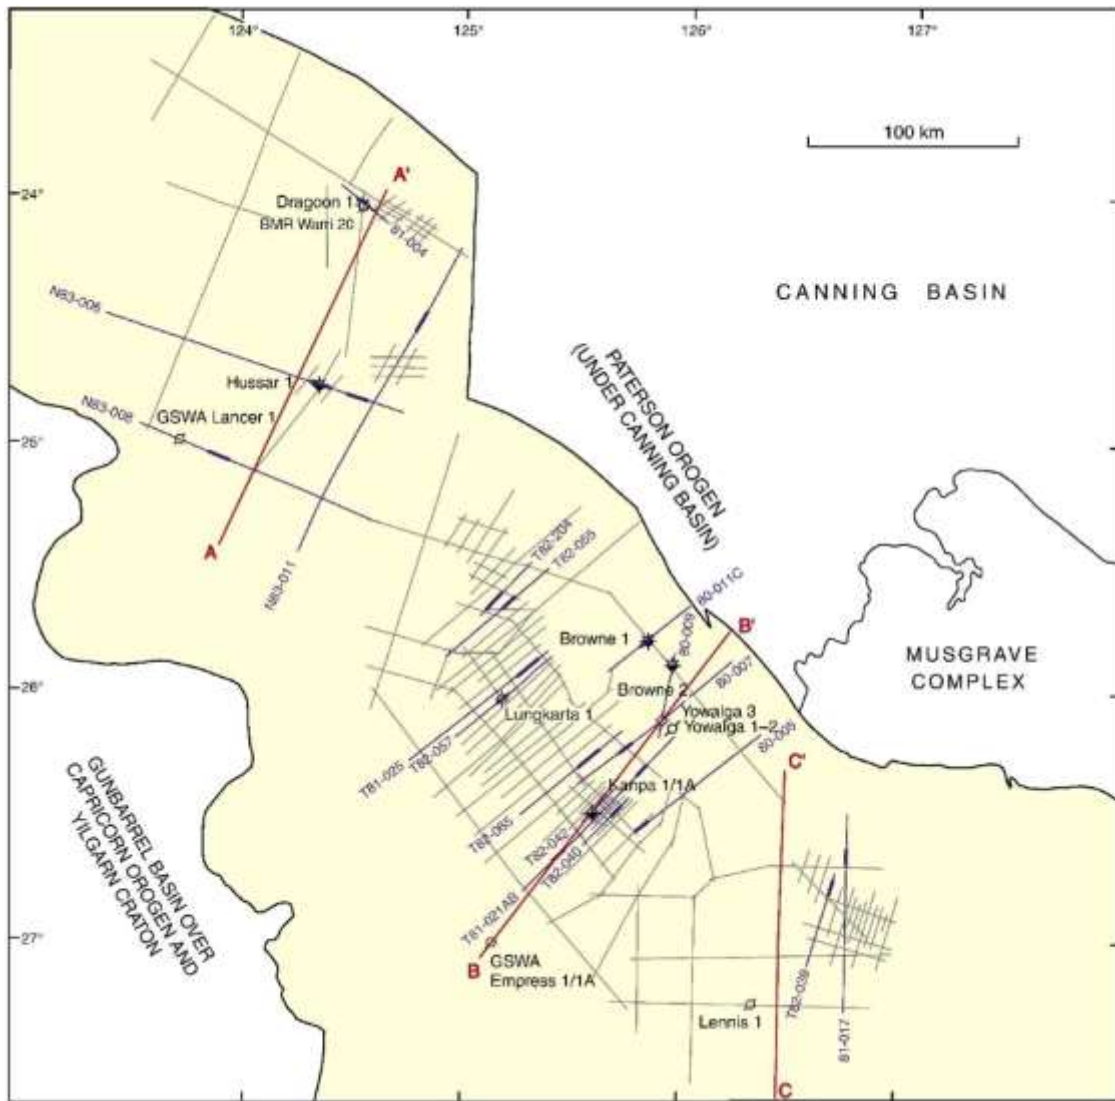 124°
125°
126°
127°
100 km
24°
A'
Dragoon 1
BMR Warri 20
81-004
CANNING BASIN
N83-006
PATERSON OROGEN
(UNDER CANNING BASIN)
Hussar 1
N83-008
GSWA Lancer 1
25°
A
N83-011
T82-204
T82-055
80-011C
Browne 1
80-009
B'
MUSGRAVE
COMPLEX
26°
Browne 2
80-007
Lungkarta 1
Yowalga 3
Yowalga 1-2
80-005
T81-025
T82-057
C'
Kanpa 1/1A
GUNBARREL BASIN OVER
CAPRICORN OROGEN AND
YILGARN CRATON
T82-065
T82-042
T82-040
T81-021AB
27°
B
GSWA
Empress 1/1A
T82-039
Lennis 1
81-017
C